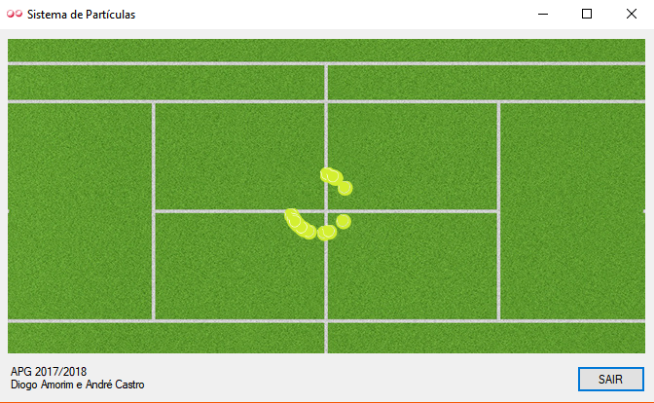 Sistema de Partículas
APG 2017/2018
Diogo Amorim e André Castro
SAIR